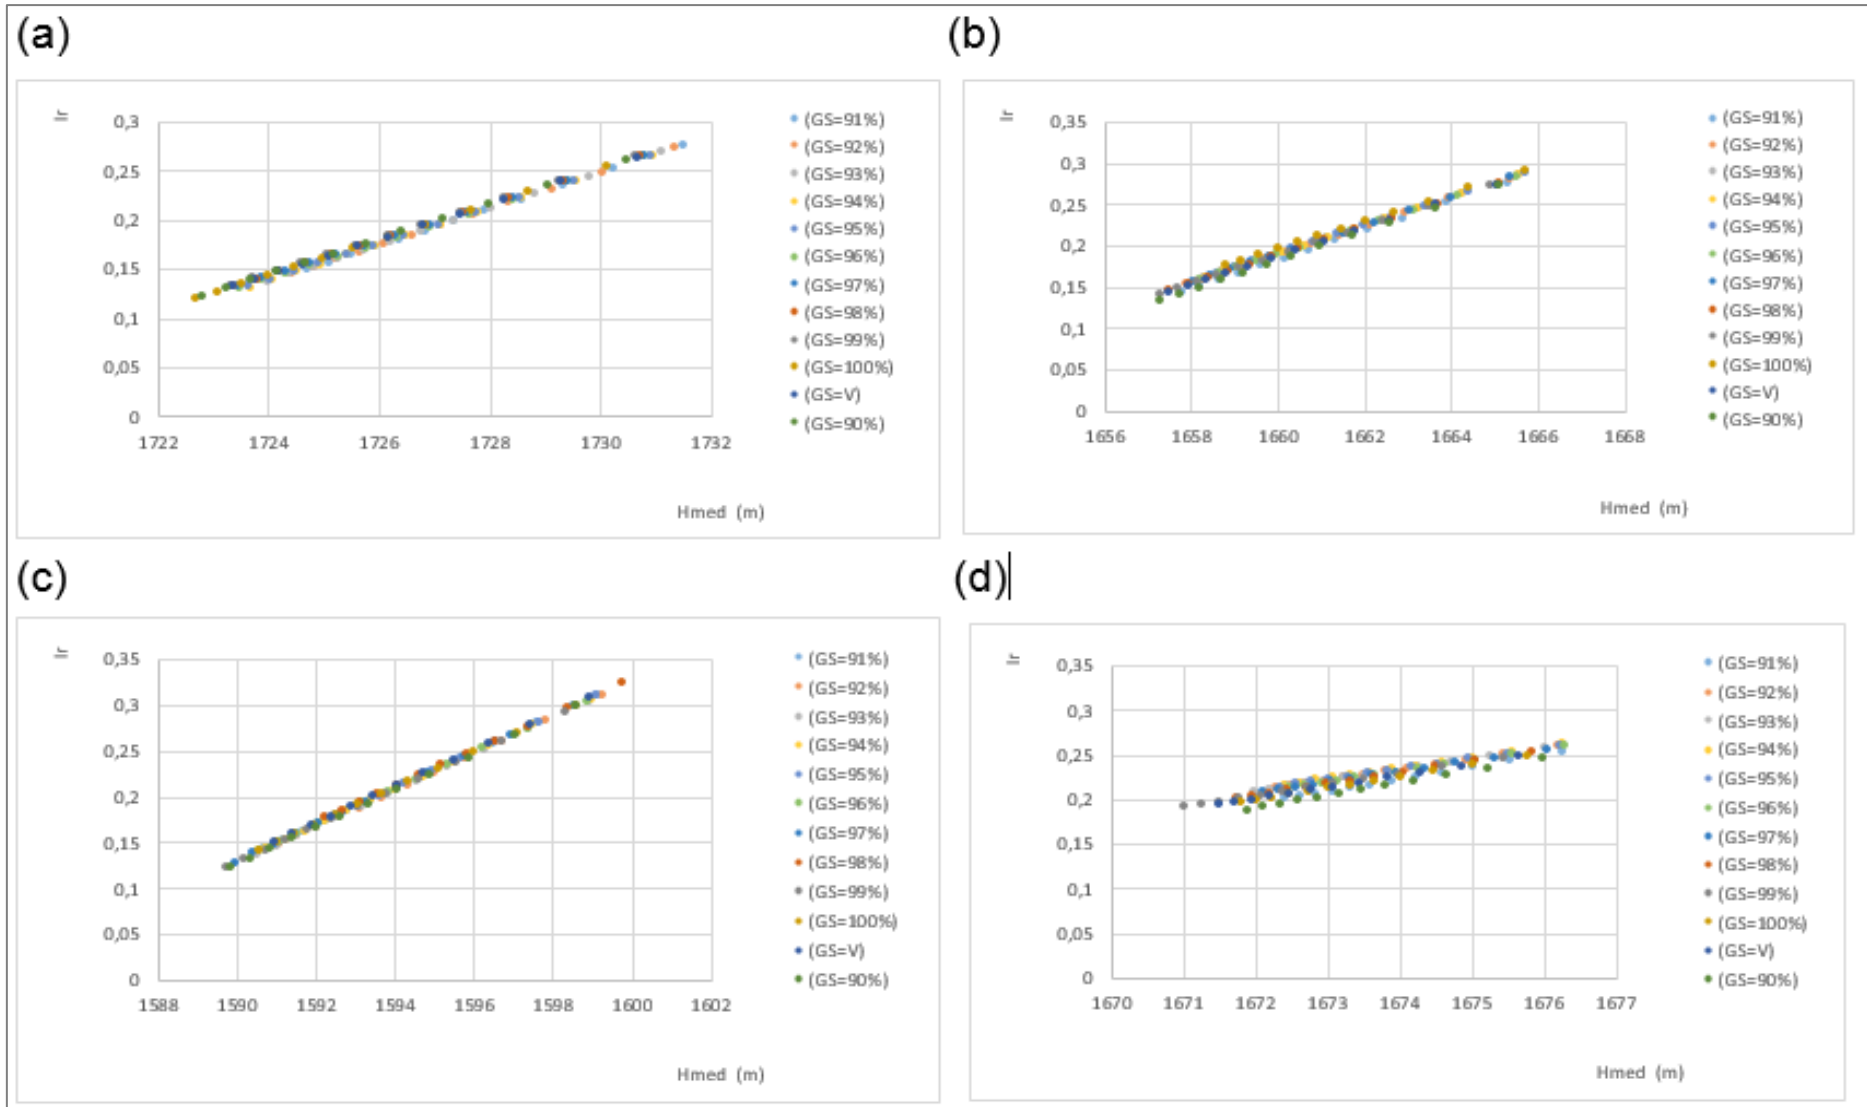 (a)
Ir
0,3
0,25
0,2
0,15
0,1
0,05
0
1722 1724 1726 1728 1730 1732
Hmed (m)
(GS=91%)
(GS=92%)
(GS=93%)
(GS=94%)
(GS=95%)
(GS=96%)
(GS=97%)
(GS=98%)
(GS=99%)
(GS=100%)
(GS=V)
(GS=90%)
(b)
Ir
0,35
0,3
0,25
0,2
0,15
0,1
0,05
0
1656 1658 1660 1662 1664 1666 1668
Hmed (m)
(GS=91%)
(GS=92%)
(GS=93%)
(GS=94%)
(GS=95%)
(GS=96%)
(GS=97%)
(GS=98%)
(GS=99%)
(GS=100%)
(GS=V)
(GS=90%)
(c)
Ir
0,35
0,3
0,25
0,2
0,15
0,1
0,05
0
1588 1590 1592 1594 1596 1598 1600 1602
Hmed (m)
(GS=91%)
(GS=92%)
(GS=93%)
(GS=94%)
(GS=95%)
(GS=96%)
(GS=97%)
(GS=98%)
(GS=99%)
(GS=100%)
(GS=V)
(GS=90%)
(d)
Ir
0,35
0,3
0,25
0,2
0,15
0,1
0,05
0
1670 1671 1672 1673 1674 1675 1676 1677
Hmed (m)
(GS=91%)
(GS=92%)
(GS=93%)
(GS=94%)
(GS=95%)
(GS=96%)
(GS=97%)
(GS=98%)
(GS=99%)
(GS=100%)
(GS=V)
(GS=90%)